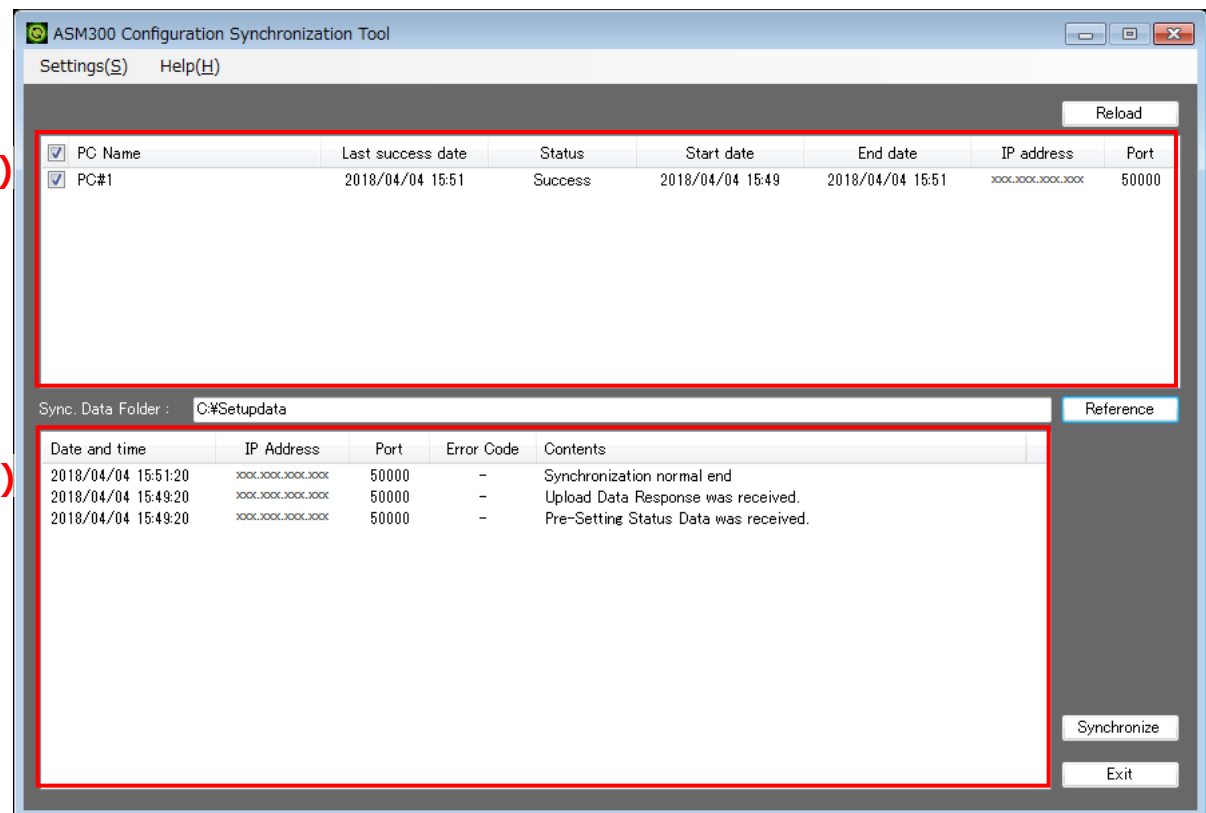 ASM300 Configuration Synchronization Tool
Settings(S) Help(H)
Reload
PC Name Last success date Status Start date End date IP address Port
) PC#1 2018/04/04 15:51 Success 2018/04/04 15:49 2018/04/04 15:51 xxx.xxx.xxx.xxx 50000
Sync. Data Folder : C:¥Setupdata Reference
Date and time IP Address Port Error Code Contents
) 2018/04/04 15:51:20 xxx.xxx.xxx.xxx 50000 - Synchronization normal end
2018/04/04 15:49:20 xxx.xxx.xxx.xxx 50000 - Upload Data Response was received.
2018/04/04 15:49:20 xxx.xxx.xxx.xxx 50000 - Pre-Setting Status Data was received.
Synchronize
Exit